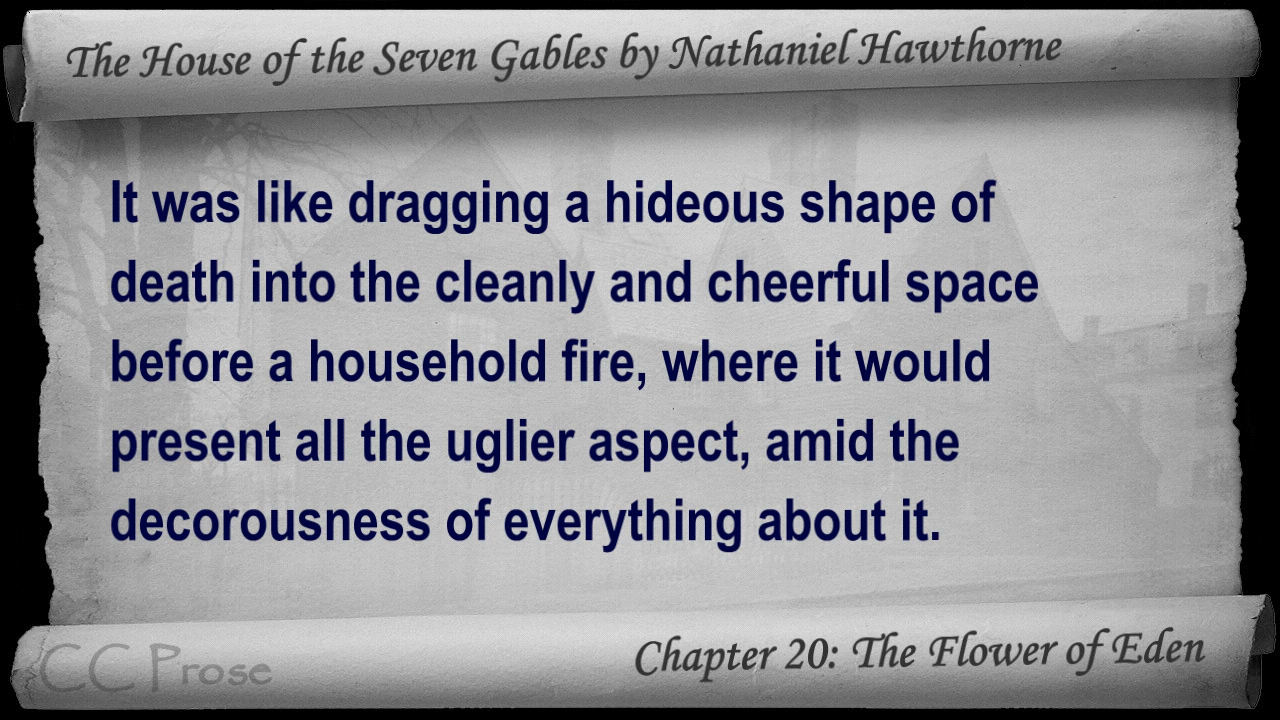 The House of the Seven Gables by Nathaniel Hawthorne
It was like dragging a hideous shape of
death into the cleanly and cheerful space
before a household fire, where it would
present all the uglier aspect, amid the
decorousness of everything about it.
CC Prose
Chapter 20: The Flower of Eden